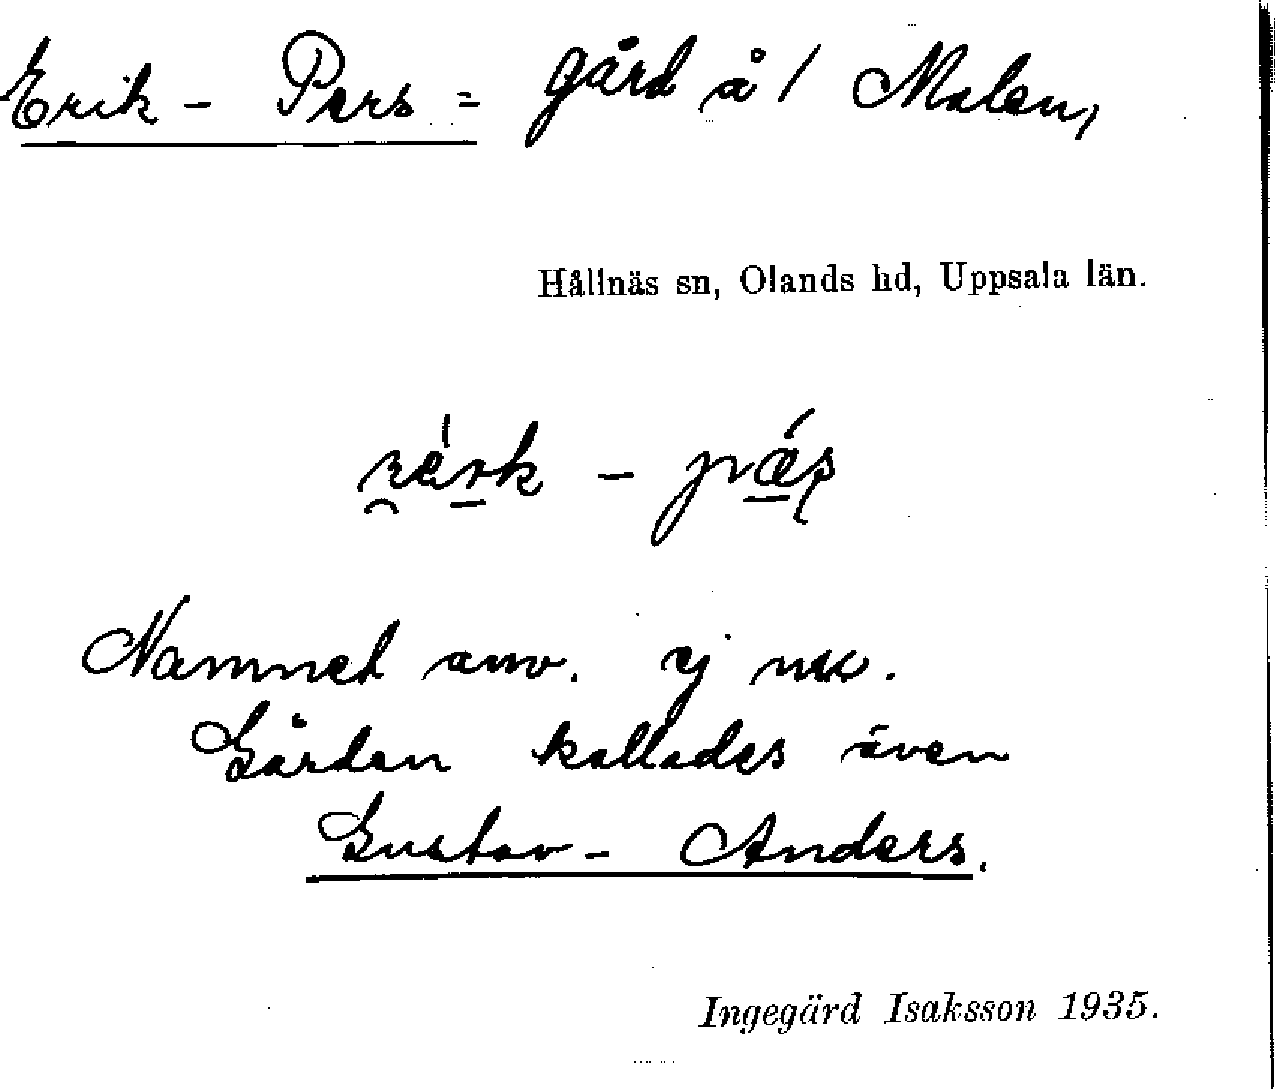 Erik - Pers = gård å 1 Malen,
Hållnäs sn, Olands hd, Uppsala län.
Namnet anv. ej nu.
Gården kallades även
Gustav - Anders.
Ingegärd Isaksson 1935.